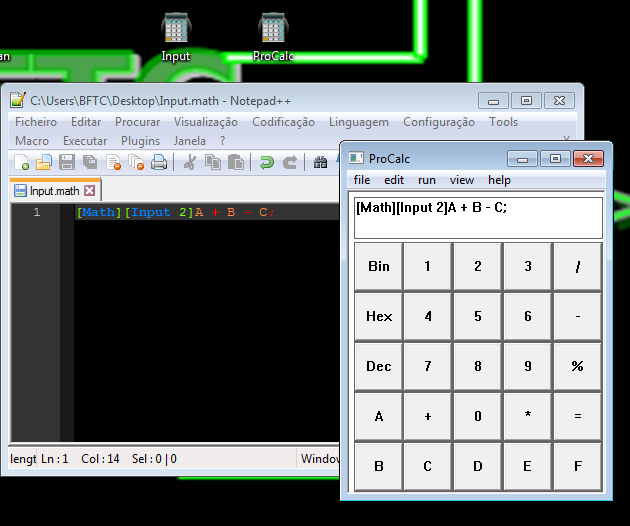 an
Input
ProCalc
C:\Users\BFTC\Desktop\Input.math - Notepad++
Ficheiro Editar Procurar Visualização Codificação Linguagem Configuração Tools
Macro Executar Plugins Janela ? X
Input.math
1 [Math][Input 2]A + B - C;
lengt Ln : 1 Col : 14 Sel : 0 | 0 Window
ProCalc
file edit run view help
[Math][Input 2]A + B - C;
Bin 1 2 3 /
Hex 4 5 6 -
Dec 7 8 9 %
A + 0 * =
B C D E F